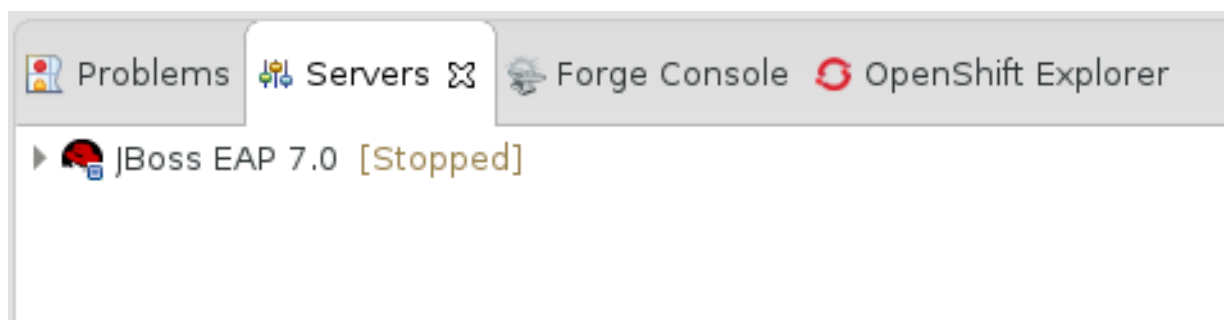 Problems Servers Forge Console OpenShift Explorer
JBoss EAP 7.0 [Stopped]